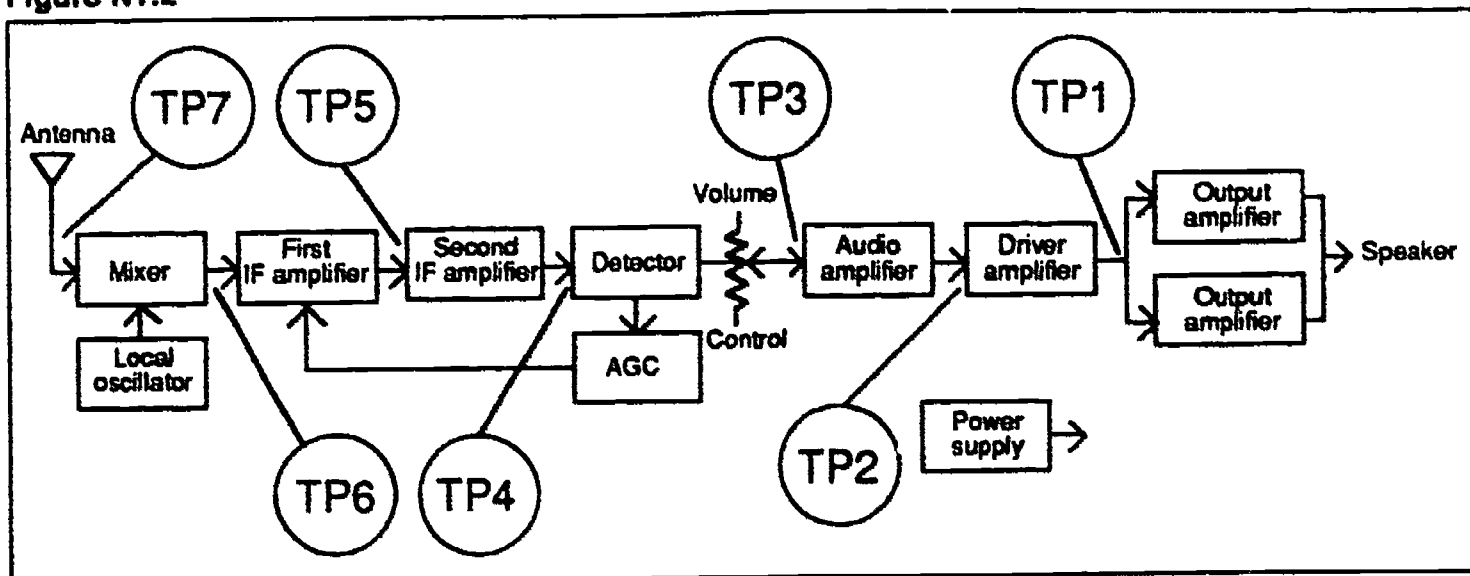 Figure N1.2
TP7
TP5
TP3
TP1
Antenna
Volume
Mixer
First
IF amplifier
Second
IF amplifier
Detector
Audio
amplifier
Driver
amplifier
Output
amplifier
Output
amplifier
Speaker
Local
oscillator
AGC
Control
TP6
TP4
TP2
Power
supply